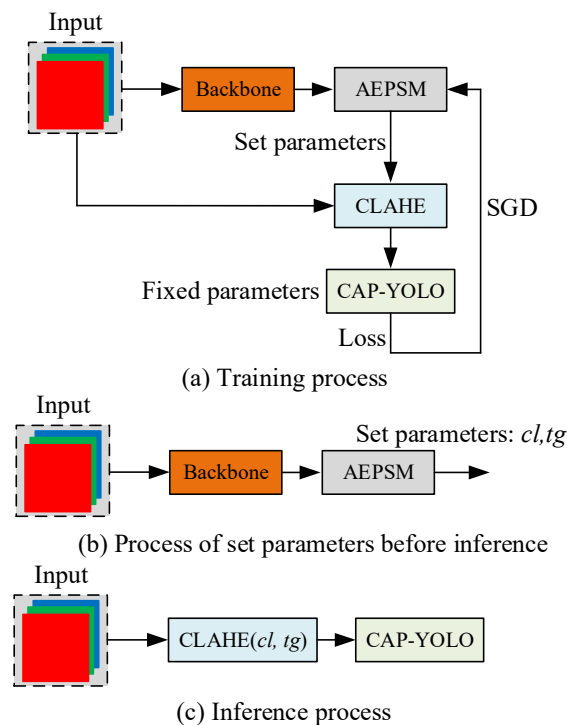 Input
Backbone
AEPSM
Set parameters
CLAHE
SGD
Fixed parameters
CAP-YOLO
Loss
(a) Training process
Input
Set parameters: cl,tg
Backbone
AEPSM
(b) Process of set parameters before inference
Input
CLAHE(cl, tg)
CAP-YOLO
(c) Inference process